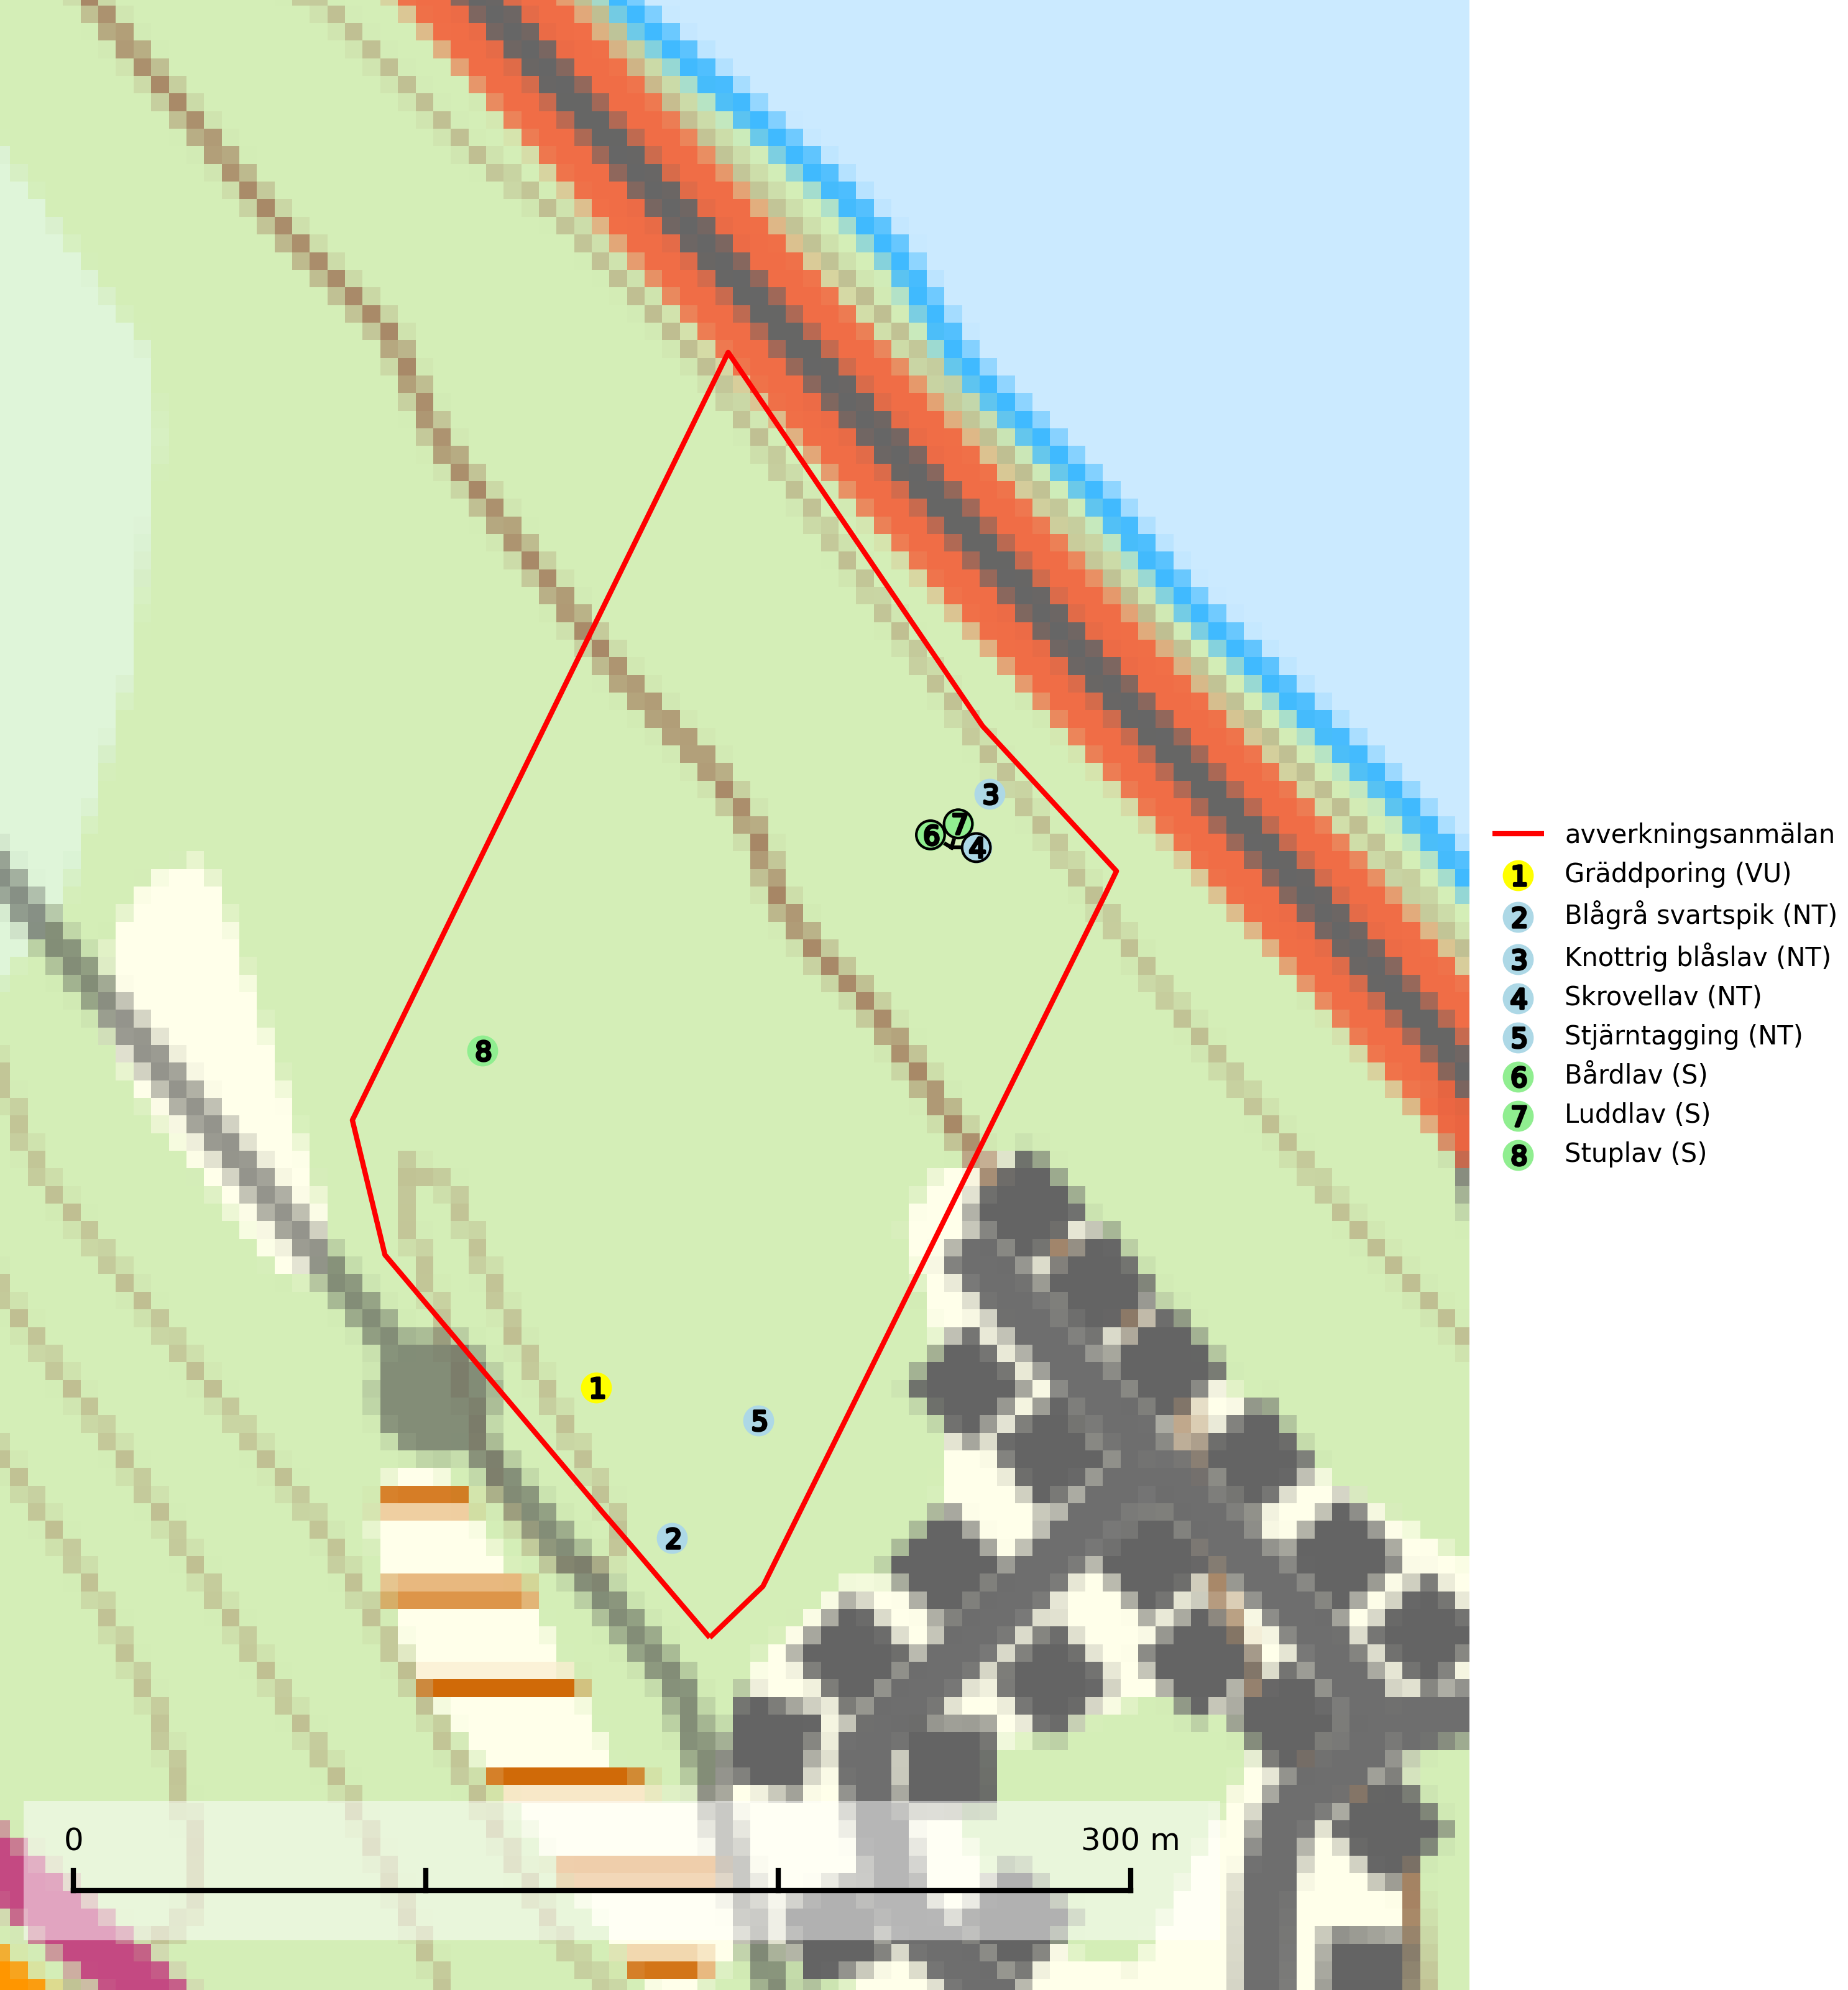 3
7
6
4
8
1
5
2
avverkningsanmälan
1 Gräddporing (VU)
2 Blågrå svartspik (NT)
3 Knottrig blåslav (NT)
4 Skrovellav (NT)
5 Stjärntagging (NT)
6 Bårdlav (S)
7 Luddlav (S)
8 Stuplav (S)
0 300 m